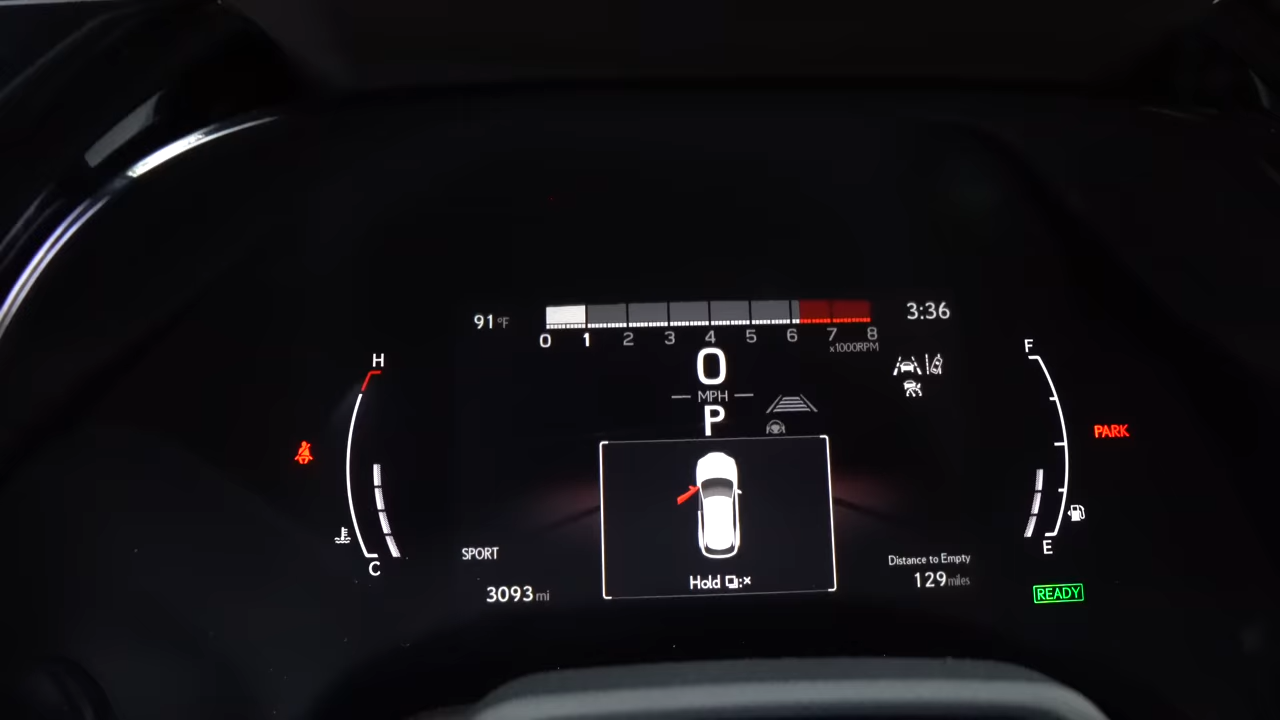 91°F
3:36
0 1 2 3 4 5 6 7 8
x1000RPM
0
MPH
P
H
C
F
E
PARK
SPORT
3093 mi
Hold :×
Distance to Empty
129 miles
READY